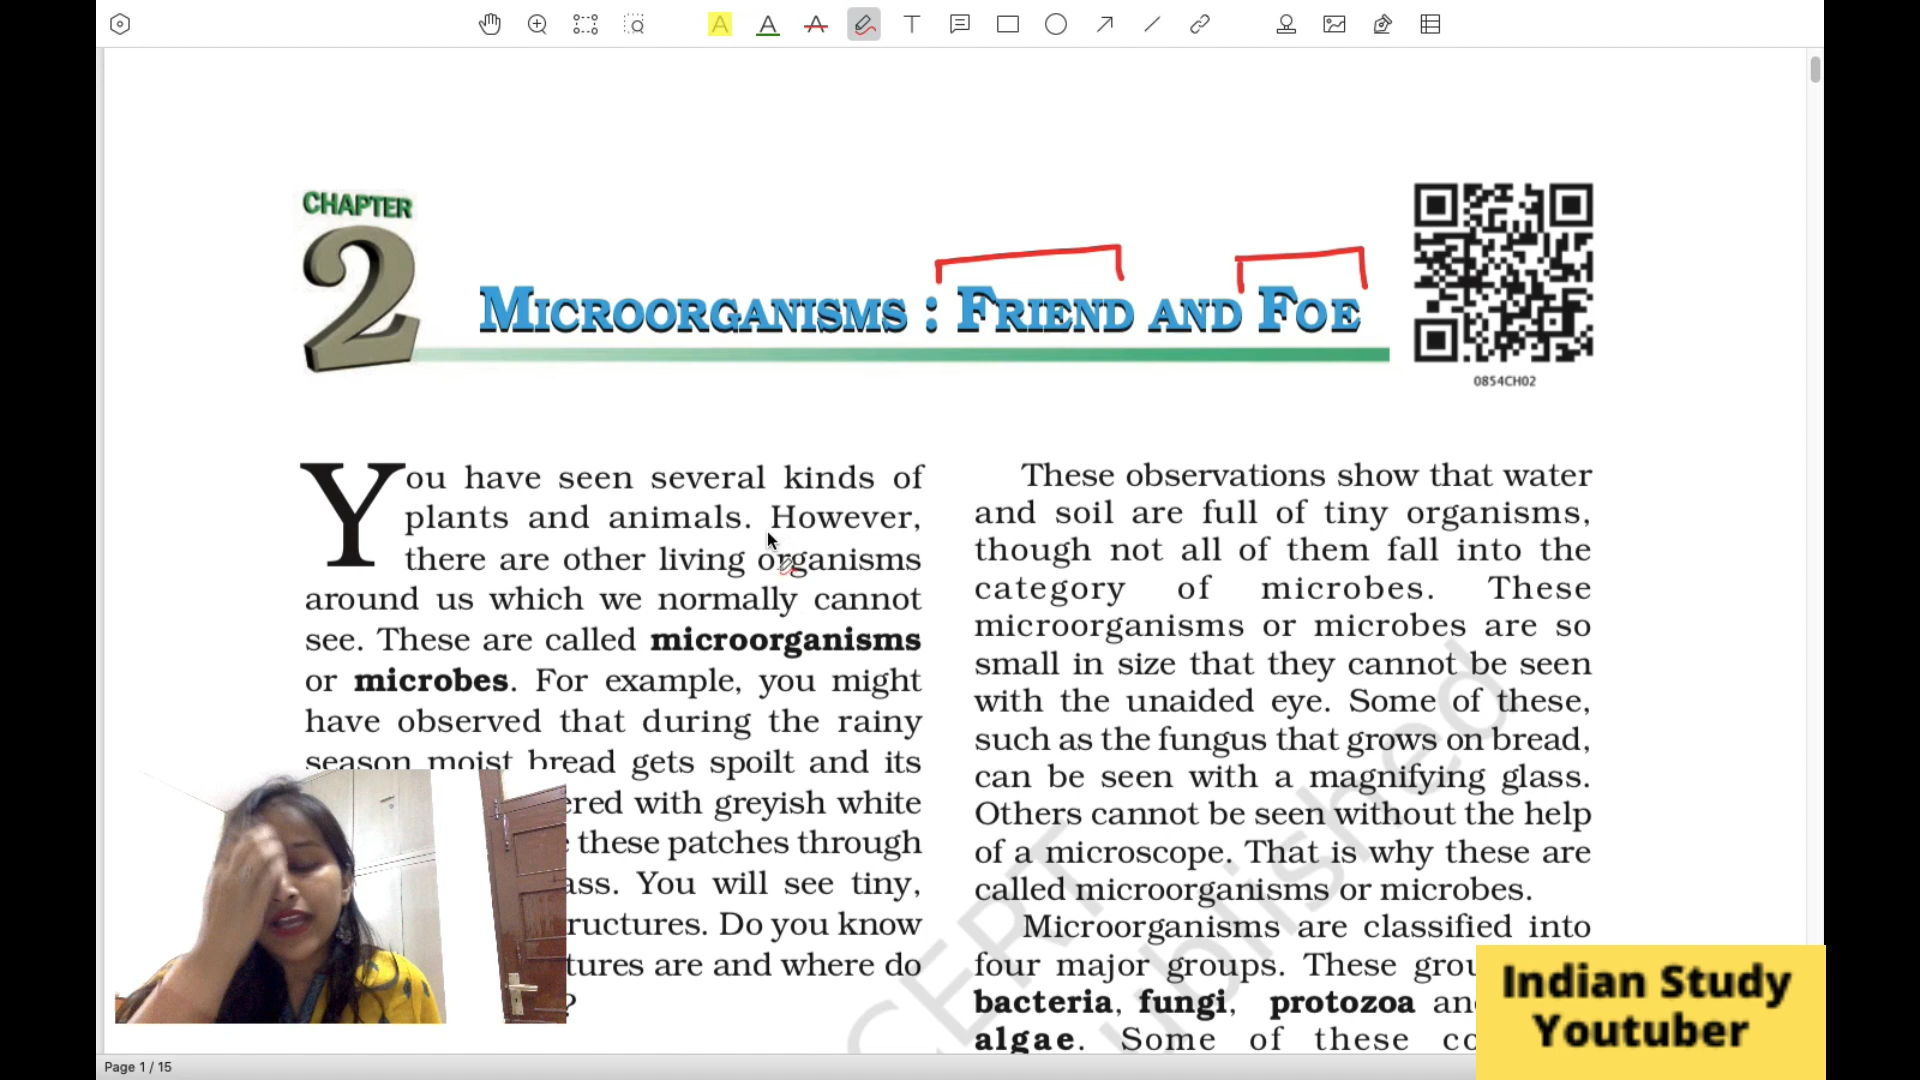 CHAPTER
2
MICROORGANISMS : FRIEND AND FOE
0854CH02
You have seen several kinds of
plants and animals. However,
there are other living organisms
around us which we normally cannot
see. These are called microorganisms
or microbes. For example, you might
have observed that during the rainy
season moist bread gets spoilt and its
ered with greyish white
these patches through
ass. You will see tiny,
ructures. Do you know
tures are and where do
?
These observations show that water
and soil are full of tiny organisms,
though not all of them fall into the
category of microbes. These
microorganisms or microbes are so
small in size that they cannot be seen
with the unaided eye. Some of these,
such as the fungus that grows on bread,
can be seen with a magnifying glass.
Others cannot be seen without the help
of a microscope. That is why these are
called microorganisms or microbes.
Microorganisms are classified into
four major groups. These grou
bacteria, fungi, protozoa and
algae. Some of these co
Indian Study
Youtuber
Page 1 / 15